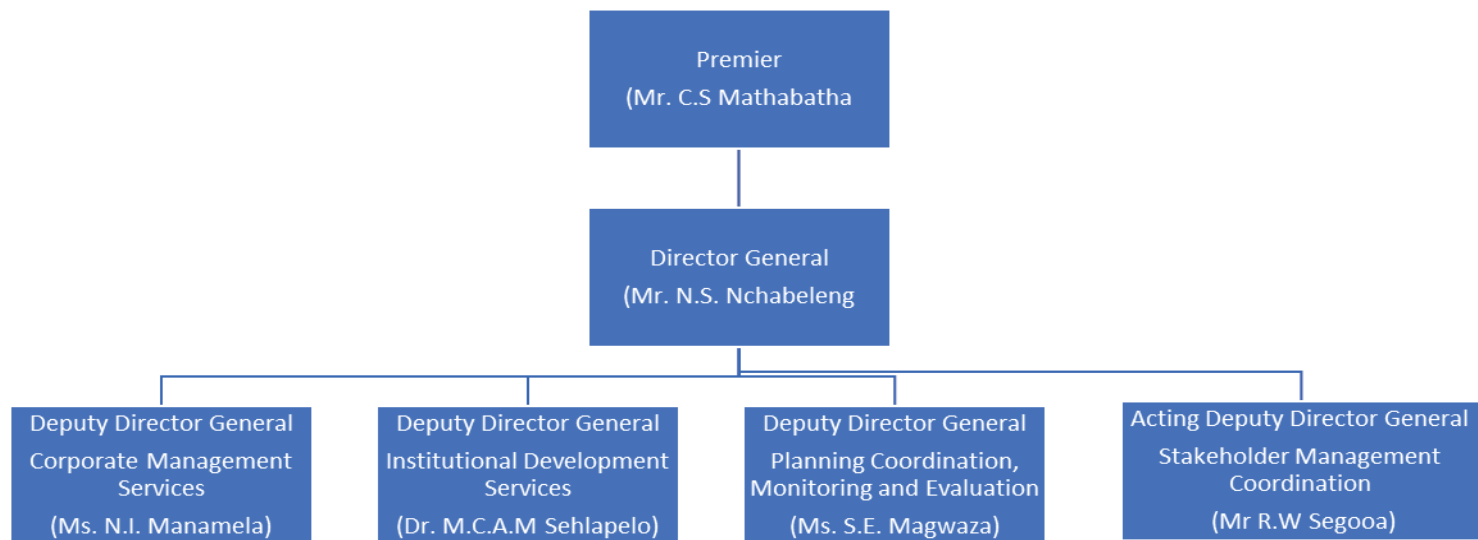 Premier
(Mr. C.S Mathabatha
Director General
(Mr. N.S. Nchabeleng
Deputy Director General
Corporate Management
Services
(Ms. N.I. Manamela)
Deputy Director General
Institutional Development
Services
(Dr. M.C.A.M Sehlapelo)
Deputy Director General
Planning Coordination,
Monitoring and Evaluation
(Ms. S.E. Magwaza)
Acting Deputy Director General
Stakeholder Management
Coordination
(Mr R.W Segooa)